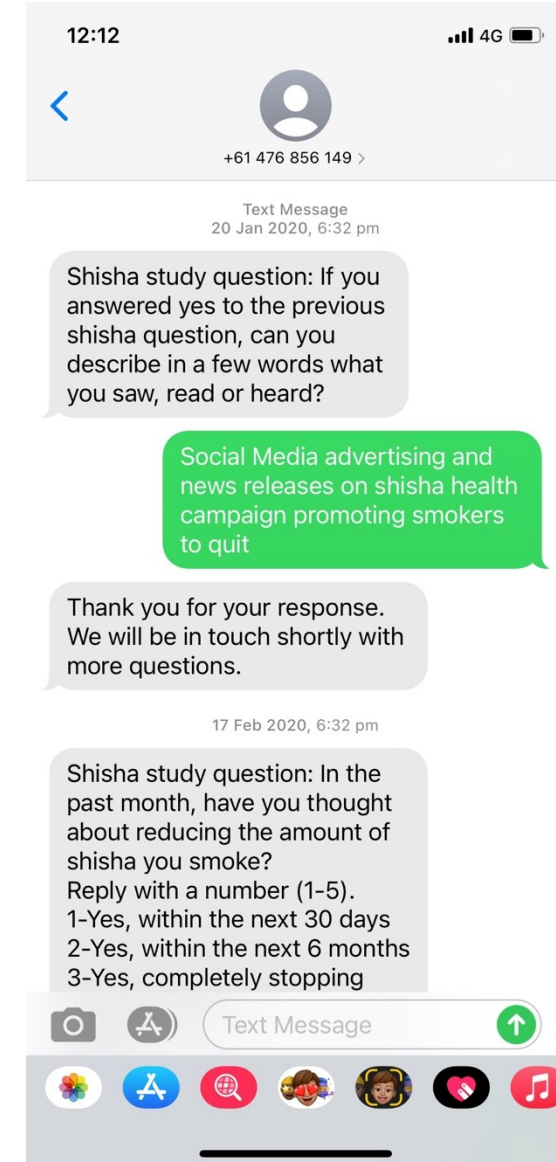 12:12
4G
+61 476 856 149
Text Message
20 Jan 2020, 6:32 pm
Shisha study question: If you
answered yes to the previous
shisha question, can you
describe in a few words what
you saw, read or heard?
Social Media advertising and
news releases on shisha health
campaign promoting smokers
to quit
Thank you for your response.
We will be in touch shortly with
more questions.
17 Feb 2020, 6:32 pm
Shisha study question: In the
past month, have you thought
about reducing the amount of
shisha you smoke?
Reply with a number (1-5).
1-Yes, within the next 30 days
2-Yes, within the next 6 months
3-Yes, completely stopping
Text Message